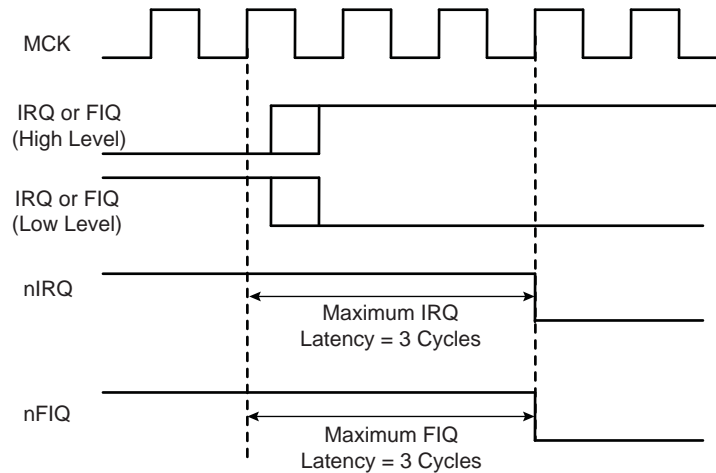 MCK
IRQ or FIQ
(High Level)
IRQ or FIQ
(Low Level)
nIRQ
Maximum IRQ
Latency = 3 Cycles
nFIQ
Maximum FIQ
Latency = 3 Cycles